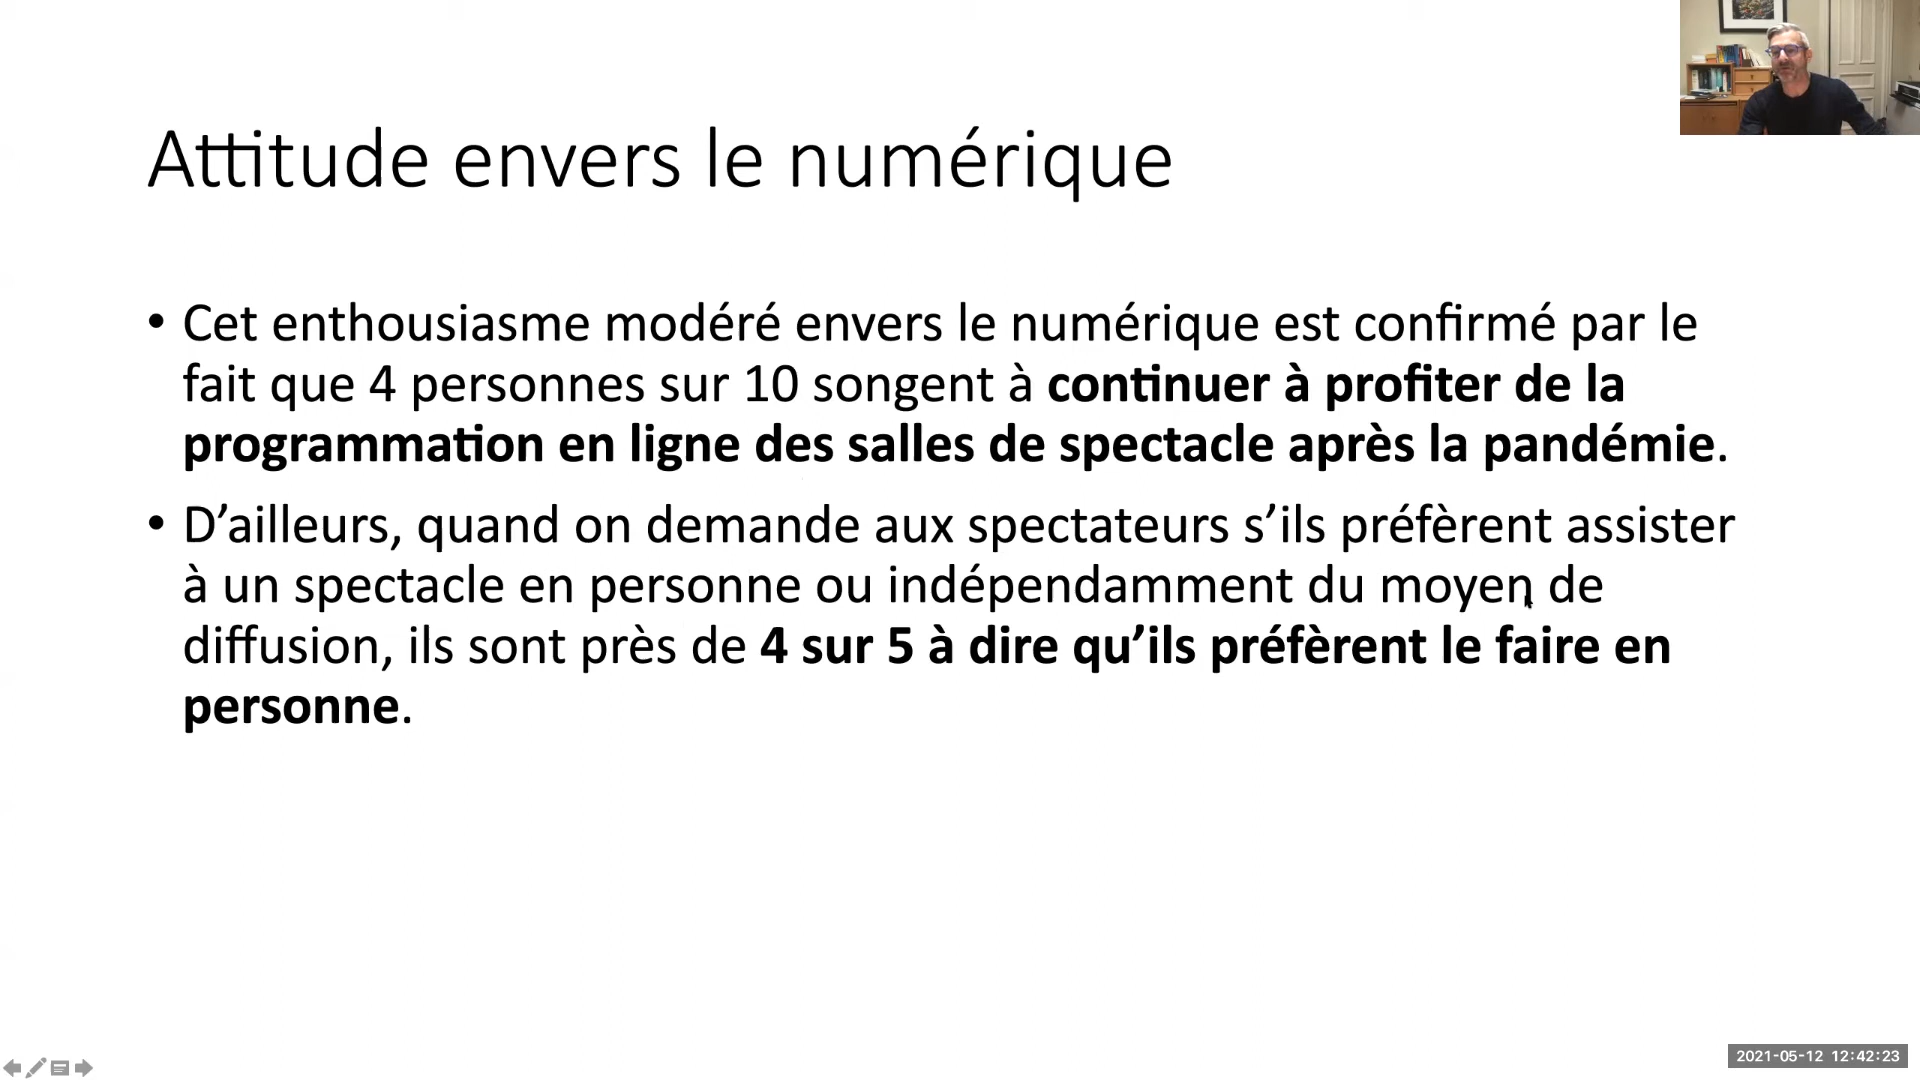 Attitude envers le numérique
• Cet enthousiasme modéré envers le numérique est confirmé par le
fait que 4 personnes sur 10 songent à continuer à profiter de la
programmation en ligne des salles de spectacle après la pandémie.
• D’ailleurs, quand on demande aux spectateurs s’ils préfèrent assister
à un spectacle en personne ou indépendamment du moyen de
diffusion, ils sont près de 4 sur 5 à dire qu’ils préfèrent le faire en
personne.
2021-05-12 12:42:23